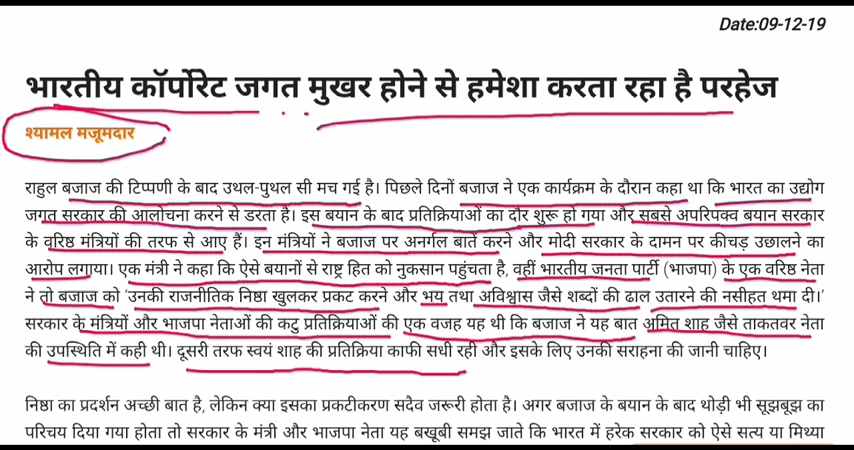 Date:09-12-19
भारतीय कॉर्पोरेट जगत मुखर होने से हमेशा करता रहा है परहेज
श्यामल मजूमदार
राहुल बजाज की टिप्पणी के बाद उथल-पुथल सी मच गई है। पिछले दिनों बजाज ने एक कार्यक्रम के दौरान कहा था कि भारत का उद्योग
जगत सरकार की आलोचना करने से डरता है। इस बयान के बाद प्रतिक्रियाओं का दौर शुरू हो गया और सबसे अपरिपक्व बयान सरकार
के वरिष्ठ मंत्रियों की तरफ से आए हैं। इन मंत्रियों ने बजाज पर अनर्गल बातें करने और मोदी सरकार के दामन पर कीचड़ उछालने का
आरोप लगाया। एक मंत्री ने कहा कि ऐसे बयानों से राष्ट्र हित को नुकसान पहुंचता है, वहीं भारतीय जनता पार्टी (भाजपा) के एक वरिष्ठ नेता
ने तो बजाज को 'उनकी राजनीतिक निष्ठा खुलकर प्रकट करने और भय तथा अविश्वास जैसे शब्दों की ढाल उतारने की नसीहत थमा दी।'
सरकार के मंत्रियों और भाजपा नेताओं की कटु प्रतिक्रियाओं की एक वजह यह थी कि बजाज ने यह बात अमित शाह जैसे ताकतवर नेता
की उपस्थिति में कही थी। दूसरी तरफ स्वयं शाह की प्रतिक्रिया काफी सधी रही और इसके लिए उनकी सराहना की जानी चाहिए।
निष्ठा का प्रदर्शन अच्छी बात है, लेकिन क्या इसका प्रकटीकरण सदैव जरूरी होता है। अगर बजाज के बयान के बाद थोड़ी भी सूझबूझ का
परिचय दिया गया होता तो सरकार के मंत्री और भाजपा नेता यह बखूबी समझ जाते कि भारत में हरेक सरकार को ऐसे सत्य या मिथ्या